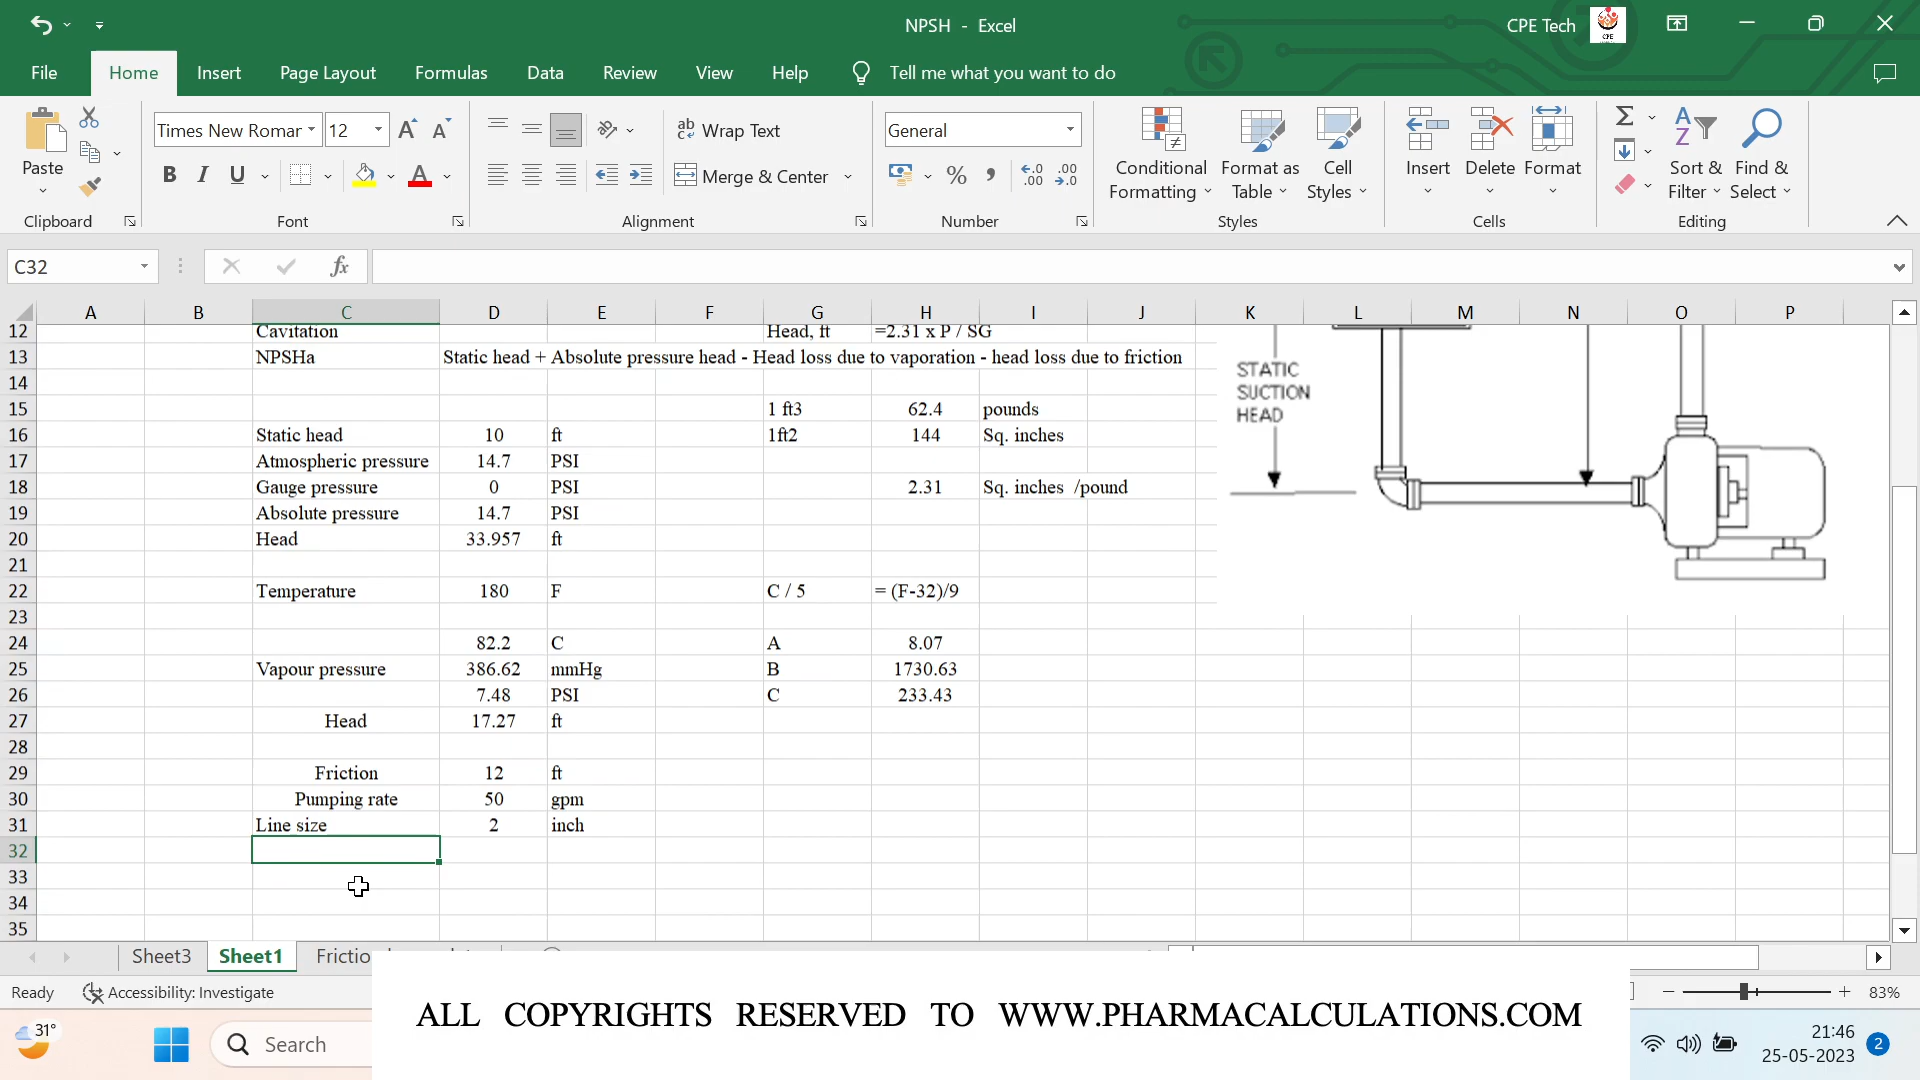 NPSH - Excel
CPE Tech
File Home Insert Page Layout Formulas Data Review View Help Tell me what you want to do
Times New Romar 12
Wrap Text
General
Paste
Merge & Center
Conditional Formatting
Format as Table
Cell Styles
Insert Delete Format
Sort & Filter
Find & Select
Clipboard Font Alignment Number Styles Cells Editing
C32
fx
A B C D E F G H I J K L M N O P
12 Cavitation Head, ft =2.31 x P / SG
13 NPSHa Static head + Absolute pressure head - Head loss due to vaporation - head loss due to friction
14
15 1 ft3 62.4 pounds
16 Static head 10 ft 1ft2 144 Sq. inches
17 Atmospheric pressure 14.7 PSI
18 Gauge pressure 0 PSI 2.31 Sq. inches /pound
19 Absolute pressure 14.7 PSI
20 Head 33.957 ft
21
22 Temperature 180 F C / 5 = (F-32)/9
23
24 82.2 C A 8.07
25 Vapour pressure 386.62 mmHg B 1730.63
26 7.48 PSI C 233.43
27 Head 17.27 ft
28
29 Friction 12 ft
30 Pumping rate 50 gpm
31 Line size 2 inch
32
33
34
35
STATIC
SUCTION
HEAD
Sheet3 Sheet1
Ready Accessibility: Investigate 83%
ALL COPYRIGHTS RESERVED TO WWW.PHARMACALCULATIONS.COM
31°
Search
21:46
25-05-2023
2